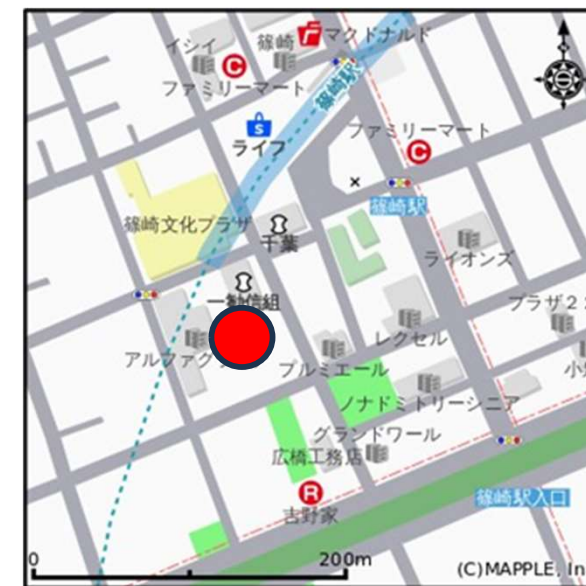 マクドナルド
イシイ
篠崎
ファミリーマート
篠崎駅
ファミリーマート
ライフ
篠崎駅
篠崎文化プラザ
千葉
ライオンズ
一勧信組
プラザ2
レクセル
アルファグ
プルミエール
ノナドミトリーシニア
グランドワール
広橋工務店
吉野家
篠崎駅入口
0
200m
(C)MAPPLE, In